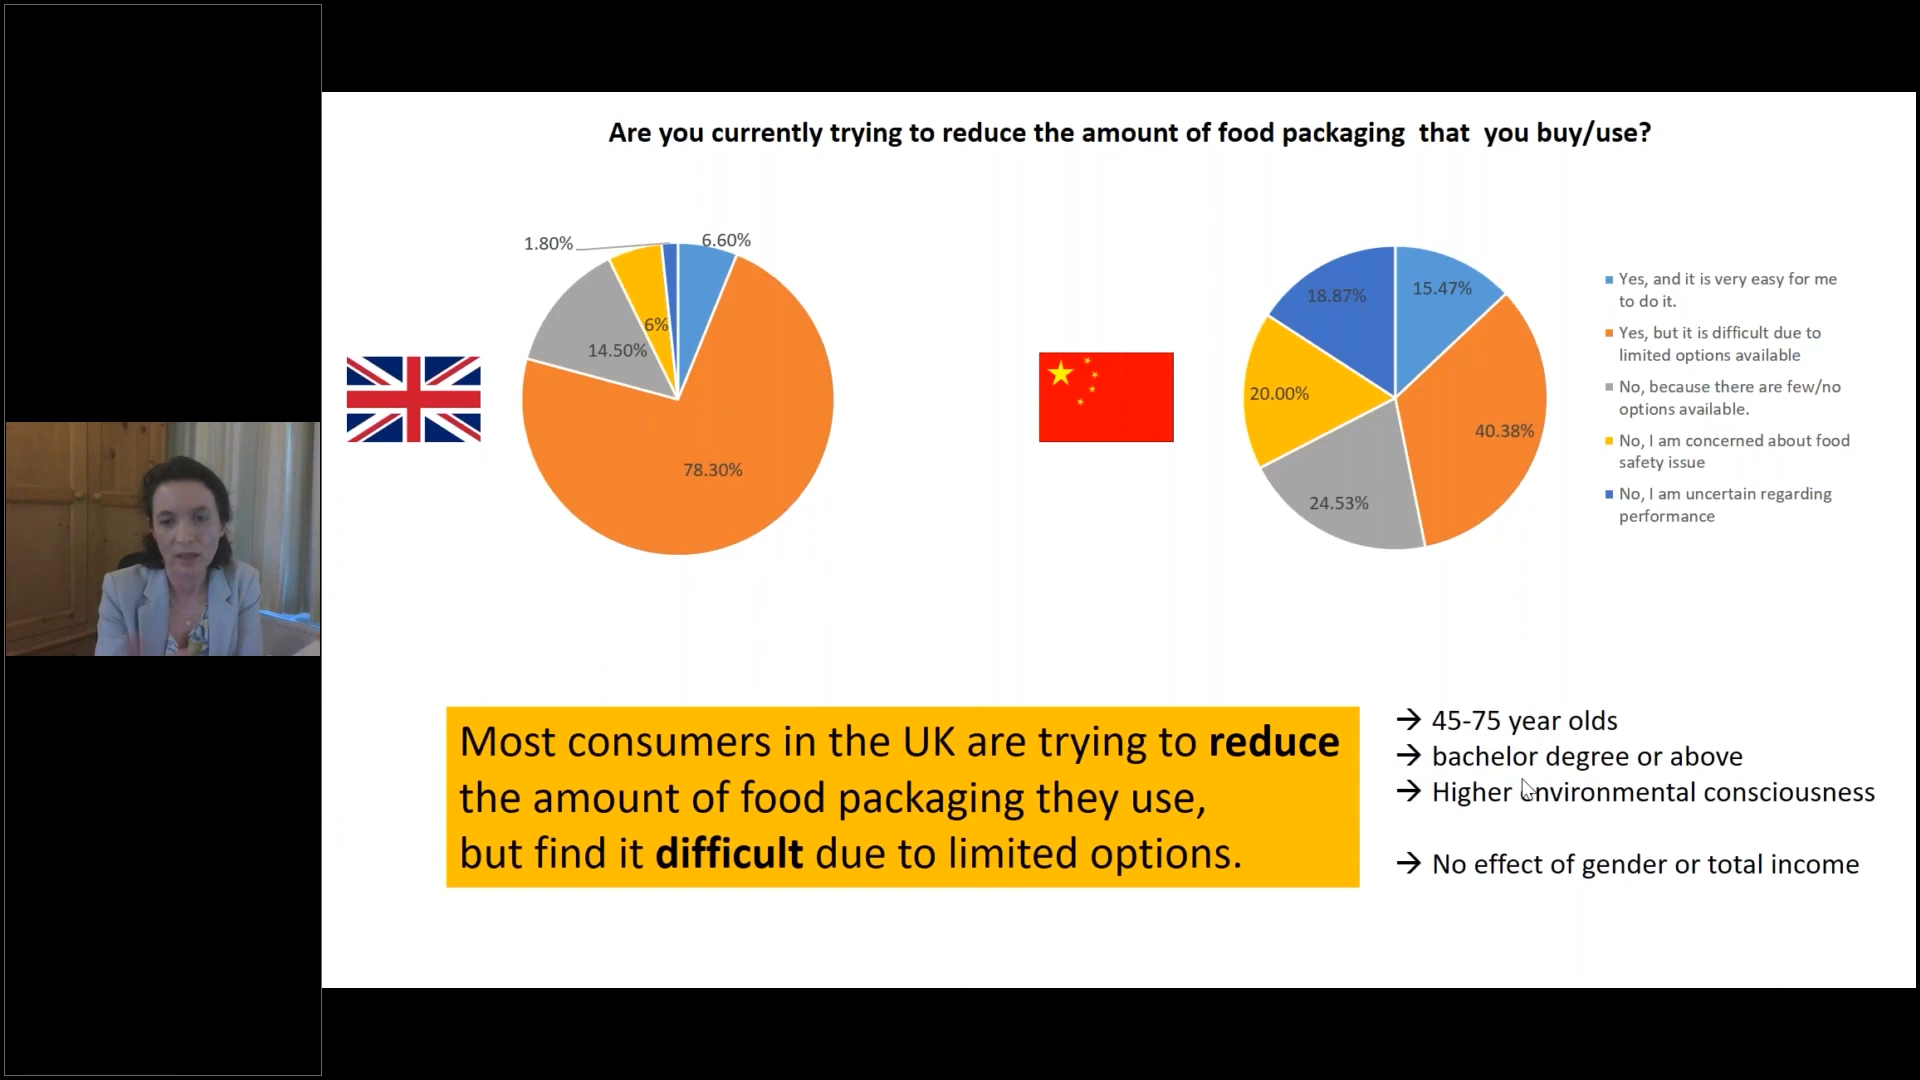 Are you currently trying to reduce the amount of food packaging that you buy/use?
1.80%
6.60%
6%
14.50%
78.30%
18.87%
15.47%
20.00%
40.38%
24.53%
Yes, and it is very easy for me
to do it.
Yes, but it is difficult due to
limited options available
No, because there are few/no
options available.
No, I am concerned about food
safety issue
No, I am uncertain regarding
performance
Most consumers in the UK are trying to reduce
the amount of food packaging they use,
but find it difficult due to limited options.
→ 45-75 year olds
→ bachelor degree or above
→ Higher environmental consciousness
→ No effect of gender or total income